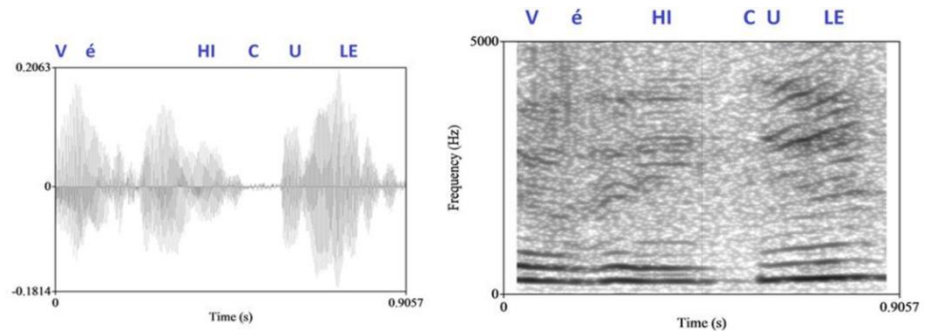 V é HI C U LE
0.2063
0
-0.1814
0 0.9057
Time (s)
V é HI C U LE
5000
Frequency (Hz)
0
0 0.9057
Time (s)